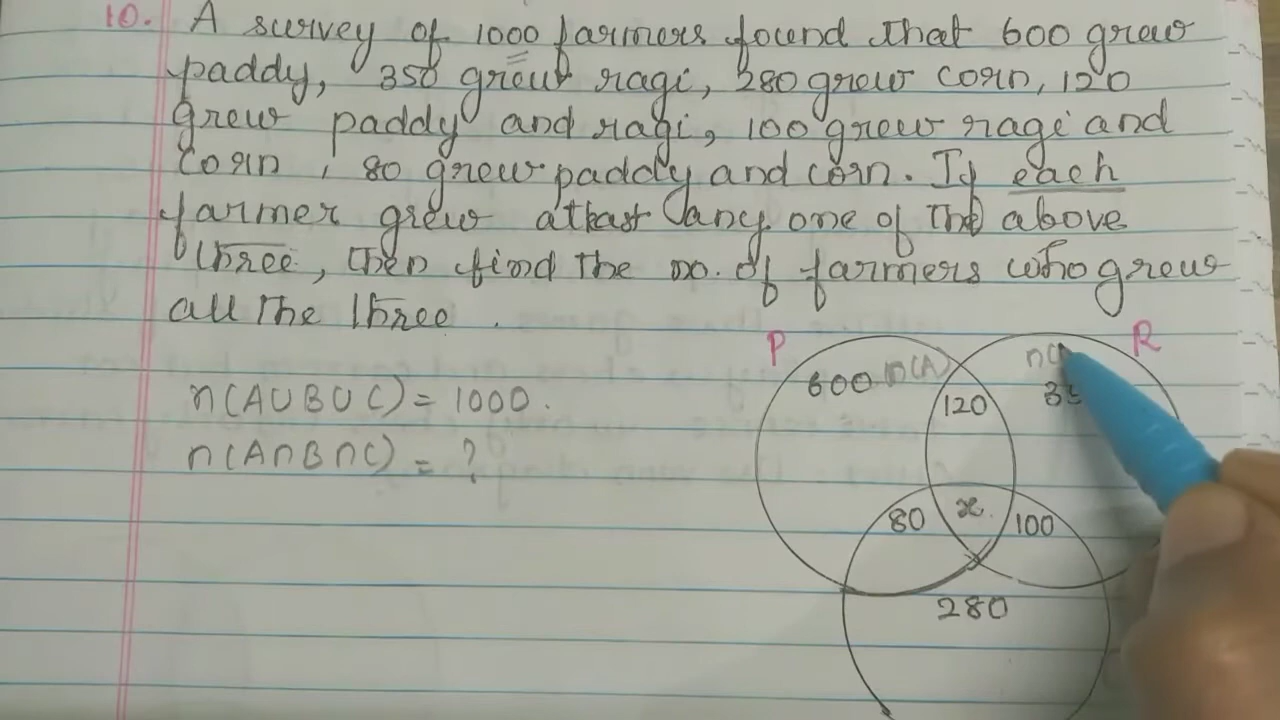 10. A survey of 1000 farmers found that 600 grew
paddy, 350 grew ragi, 280 grew corn, 120
grew paddy and ragi, 100 grew ragi and
corn, 80 grew paddy and corn. If each
farmer grew atleast any one of the above
three, then find the no. of farmers who grew
all the three.
P
R
n(A∪B∪C) = 1000.
n(A∩B∩C) = ?
600 n(A)
120
80
x.
100
280